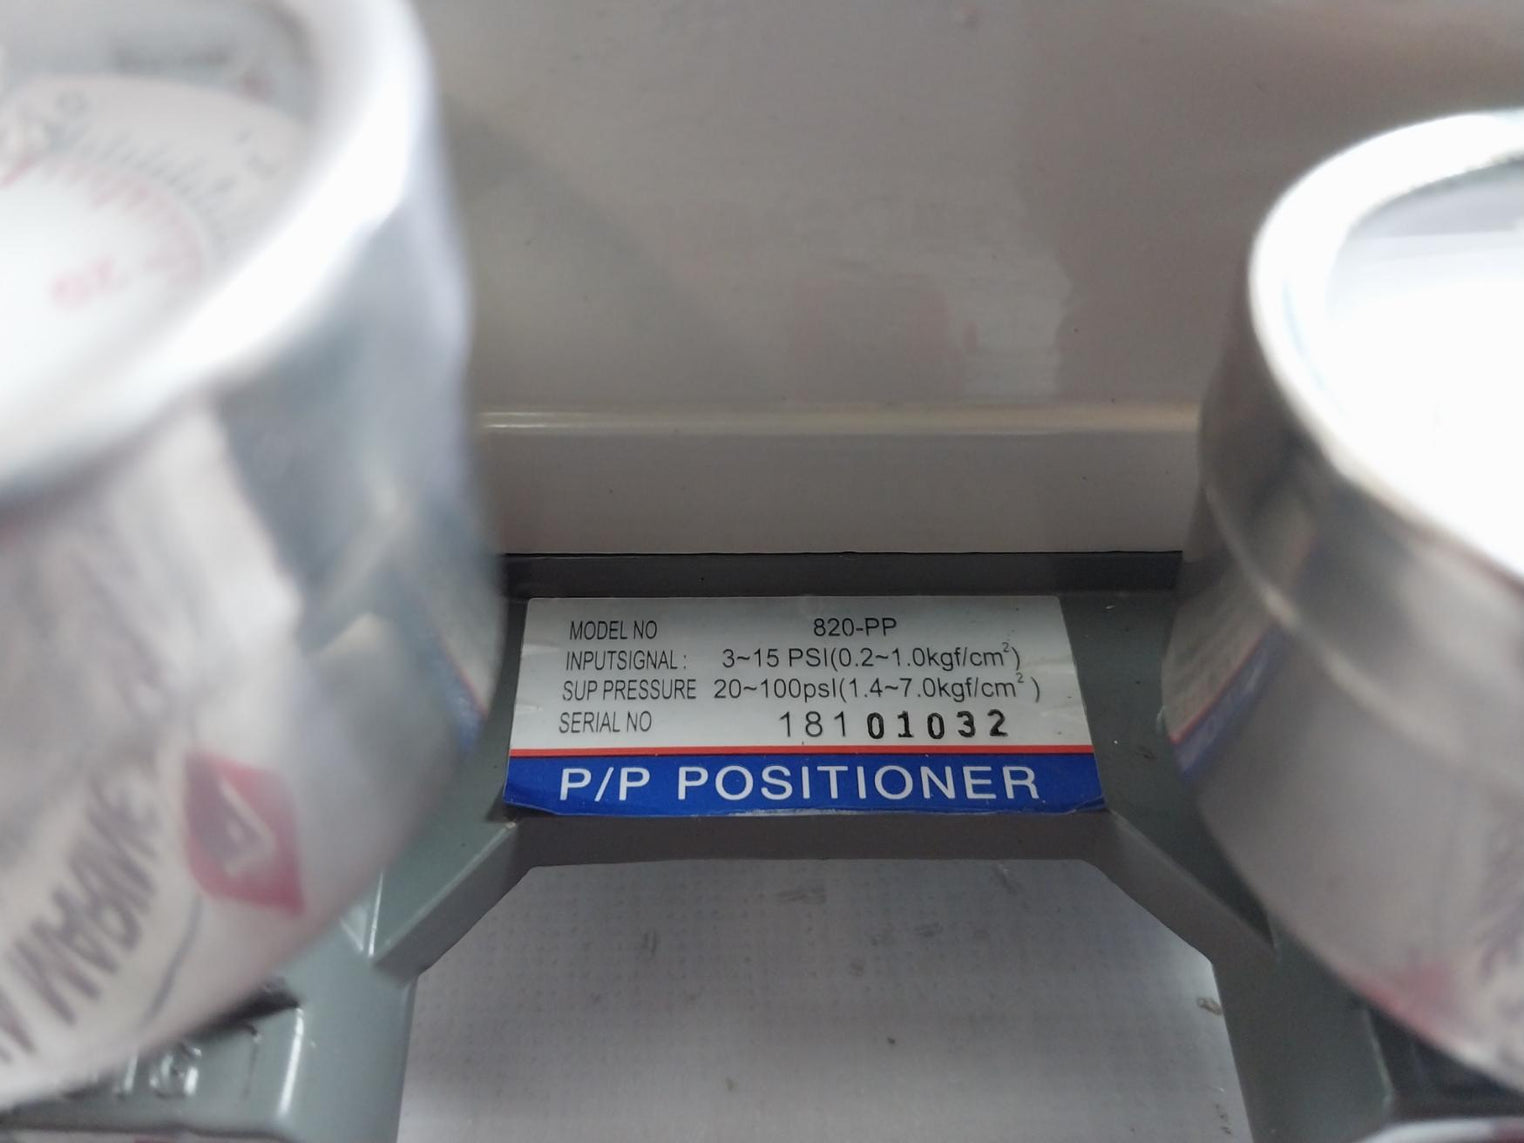 MODEL NO 820-PP
INPUTSIGNAL: 3~15 PSI(0.2~1.0kgf/cm²)
SUP PRESSURE 20~100psI(1.4~7.0kgf/cm²)
SERIAL NO 18101032
P/P POSITIONER